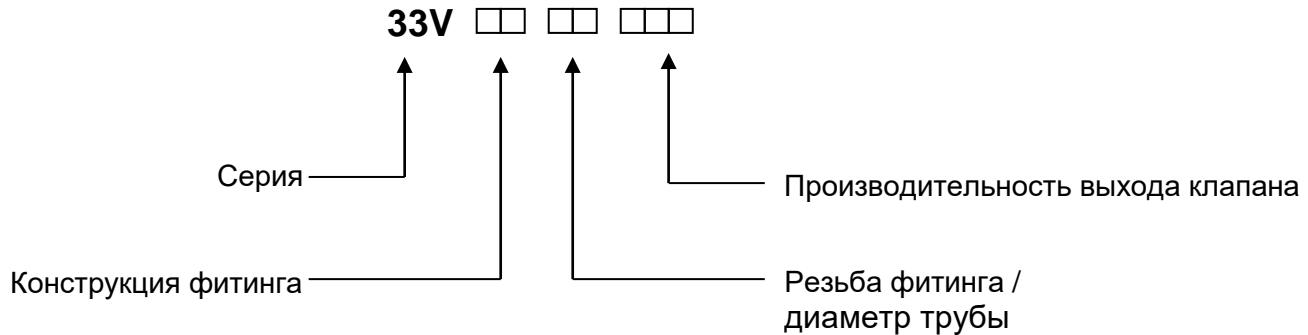 33V □□ □□ □□□
Серия
Производительность выхода клапана
Конструкция фитинга
Резьба фитинга /
диаметр трубы